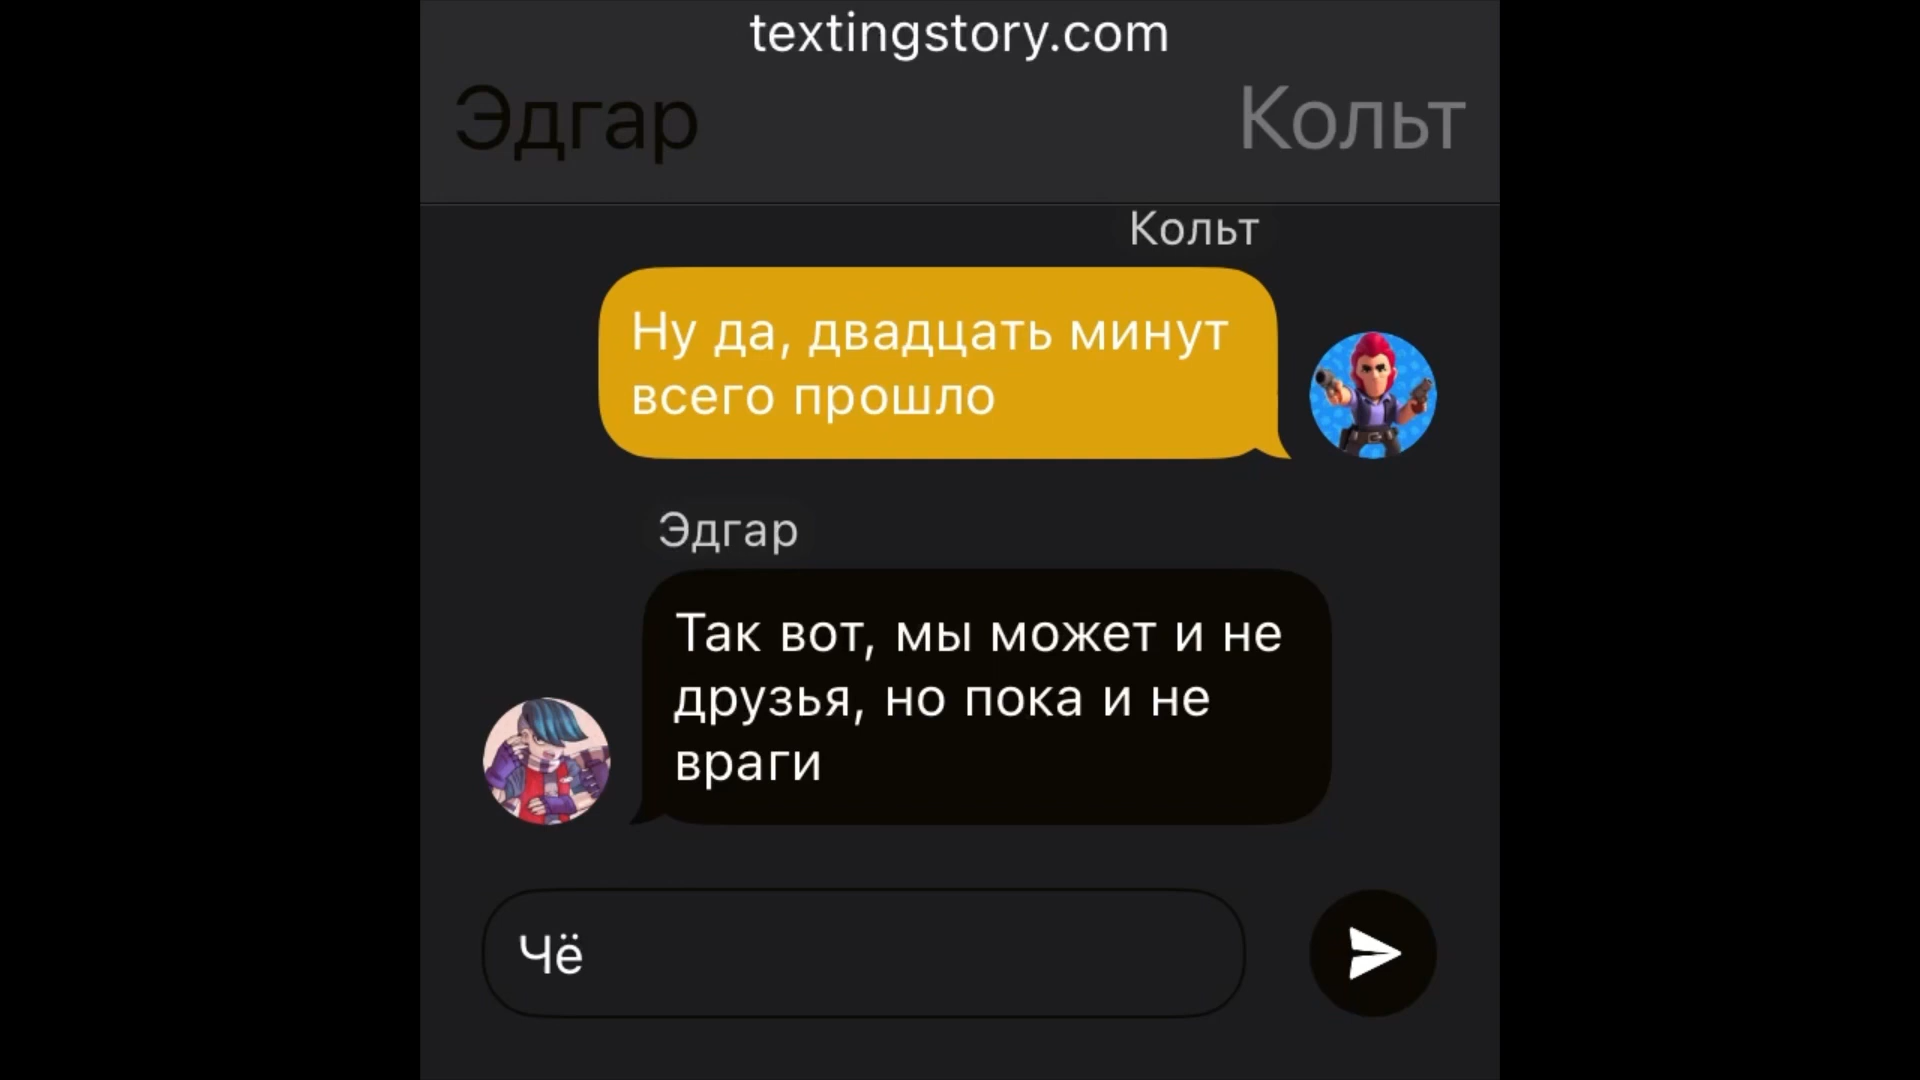 textingstory.com
Эдгар
Кольт
Кольт
Ну да, двадцать минут
всего прошло
Эдгар
Так вот, мы может и не
друзья, но пока и не
враги
Чё